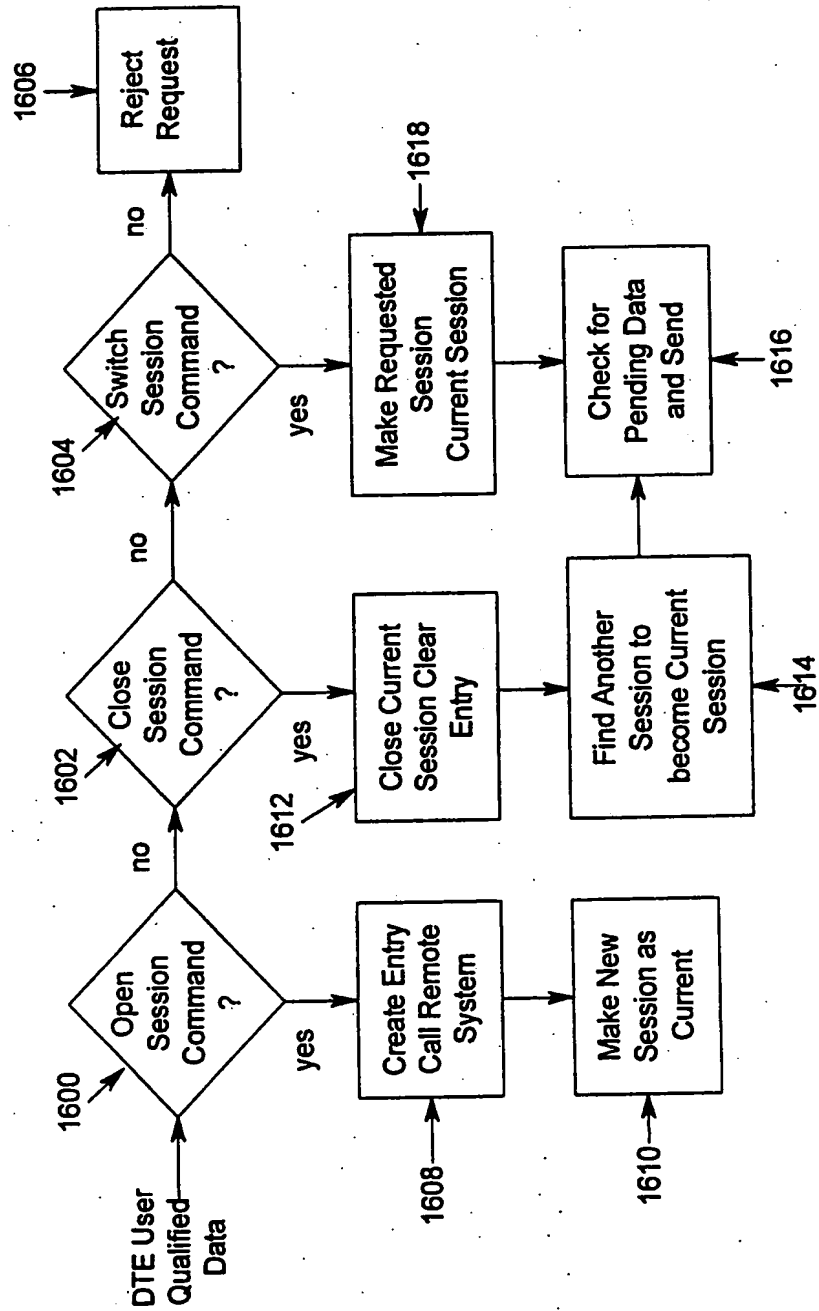 DTE User
Qualified
Data
1600
Open
Session
Command
?
no
yes
1602
Close
Session
Command
?
no
yes
1604
Switch
Session
Command
?
no
yes
1606
Reject
Request
1608
Create Entry
Call Remote
System
1612
Close Current
Session Clear
Entry
Make Requested
Session
Current Session
1618
1610
Make New
Session as
Current
Find Another
Session to
become Current
Session
1614
Check for
Pending Data
and Send
1616